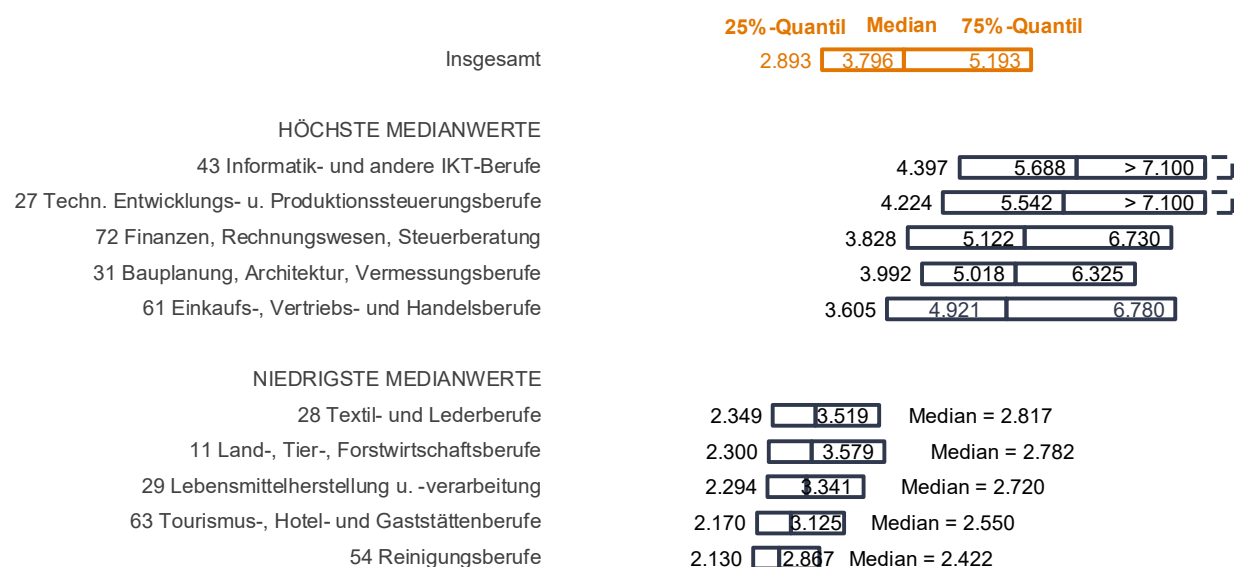 25%-Quantil Median 75%-Quantil
Insgesamt 2.893 3.796 5.193
HÖCHSTE MEDIANWERTE
43 Informatik- und andere IKT-Berufe 4.397 5.688 > 7.100
27 Techn. Entwicklungs- u. Produktionssteuerungsberufe 4.224 5.542 > 7.100
72 Finanzen, Rechnungswesen, Steuerberatung 3.828 5.122 6.730
31 Bauplanung, Architektur, Vermessungsberufe 3.992 5.018 6.325
61 Einkaufs-, Vertriebs- und Handelsberufe 3.605 4.921 6.780
NIEDRIGSTE MEDIANWERTE
28 Textil- und Lederberufe 2.349 3.519 Median = 2.817
11 Land-, Tier-, Forstwirtschaftsberufe 2.300 3.579 Median = 2.782
29 Lebensmittelherstellung u. -verarbeitung 2.294 3.341 Median = 2.720
63 Tourismus-, Hotel- und Gaststättenberufe 2.170 3.125 Median = 2.550
54 Reinigungsberufe 2.130 2.867 Median = 2.422